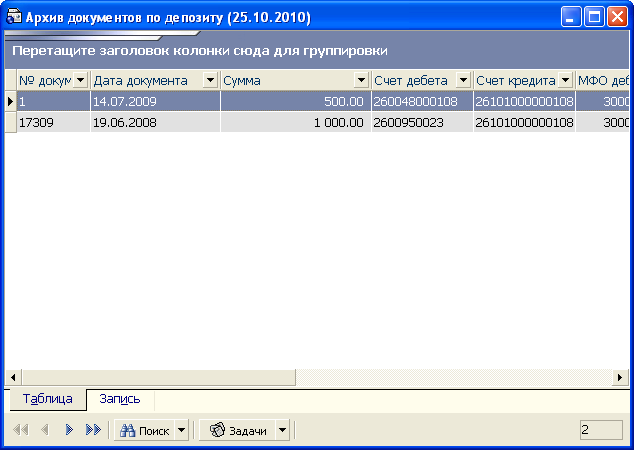 Архив документов по депозиту (25.10.2010)
Перетащите заголовок колонки сюда для группировки
№ докум Дата документа Сумма Счет дебета Счет кредита МФО деб
1 14.07.2009 500.00 260048000108 26101000000108 3000
17309 19.06.2008 1 000.00 2600950023 26101000000108 3000
Таблица Запись
Поиск Задачи 2